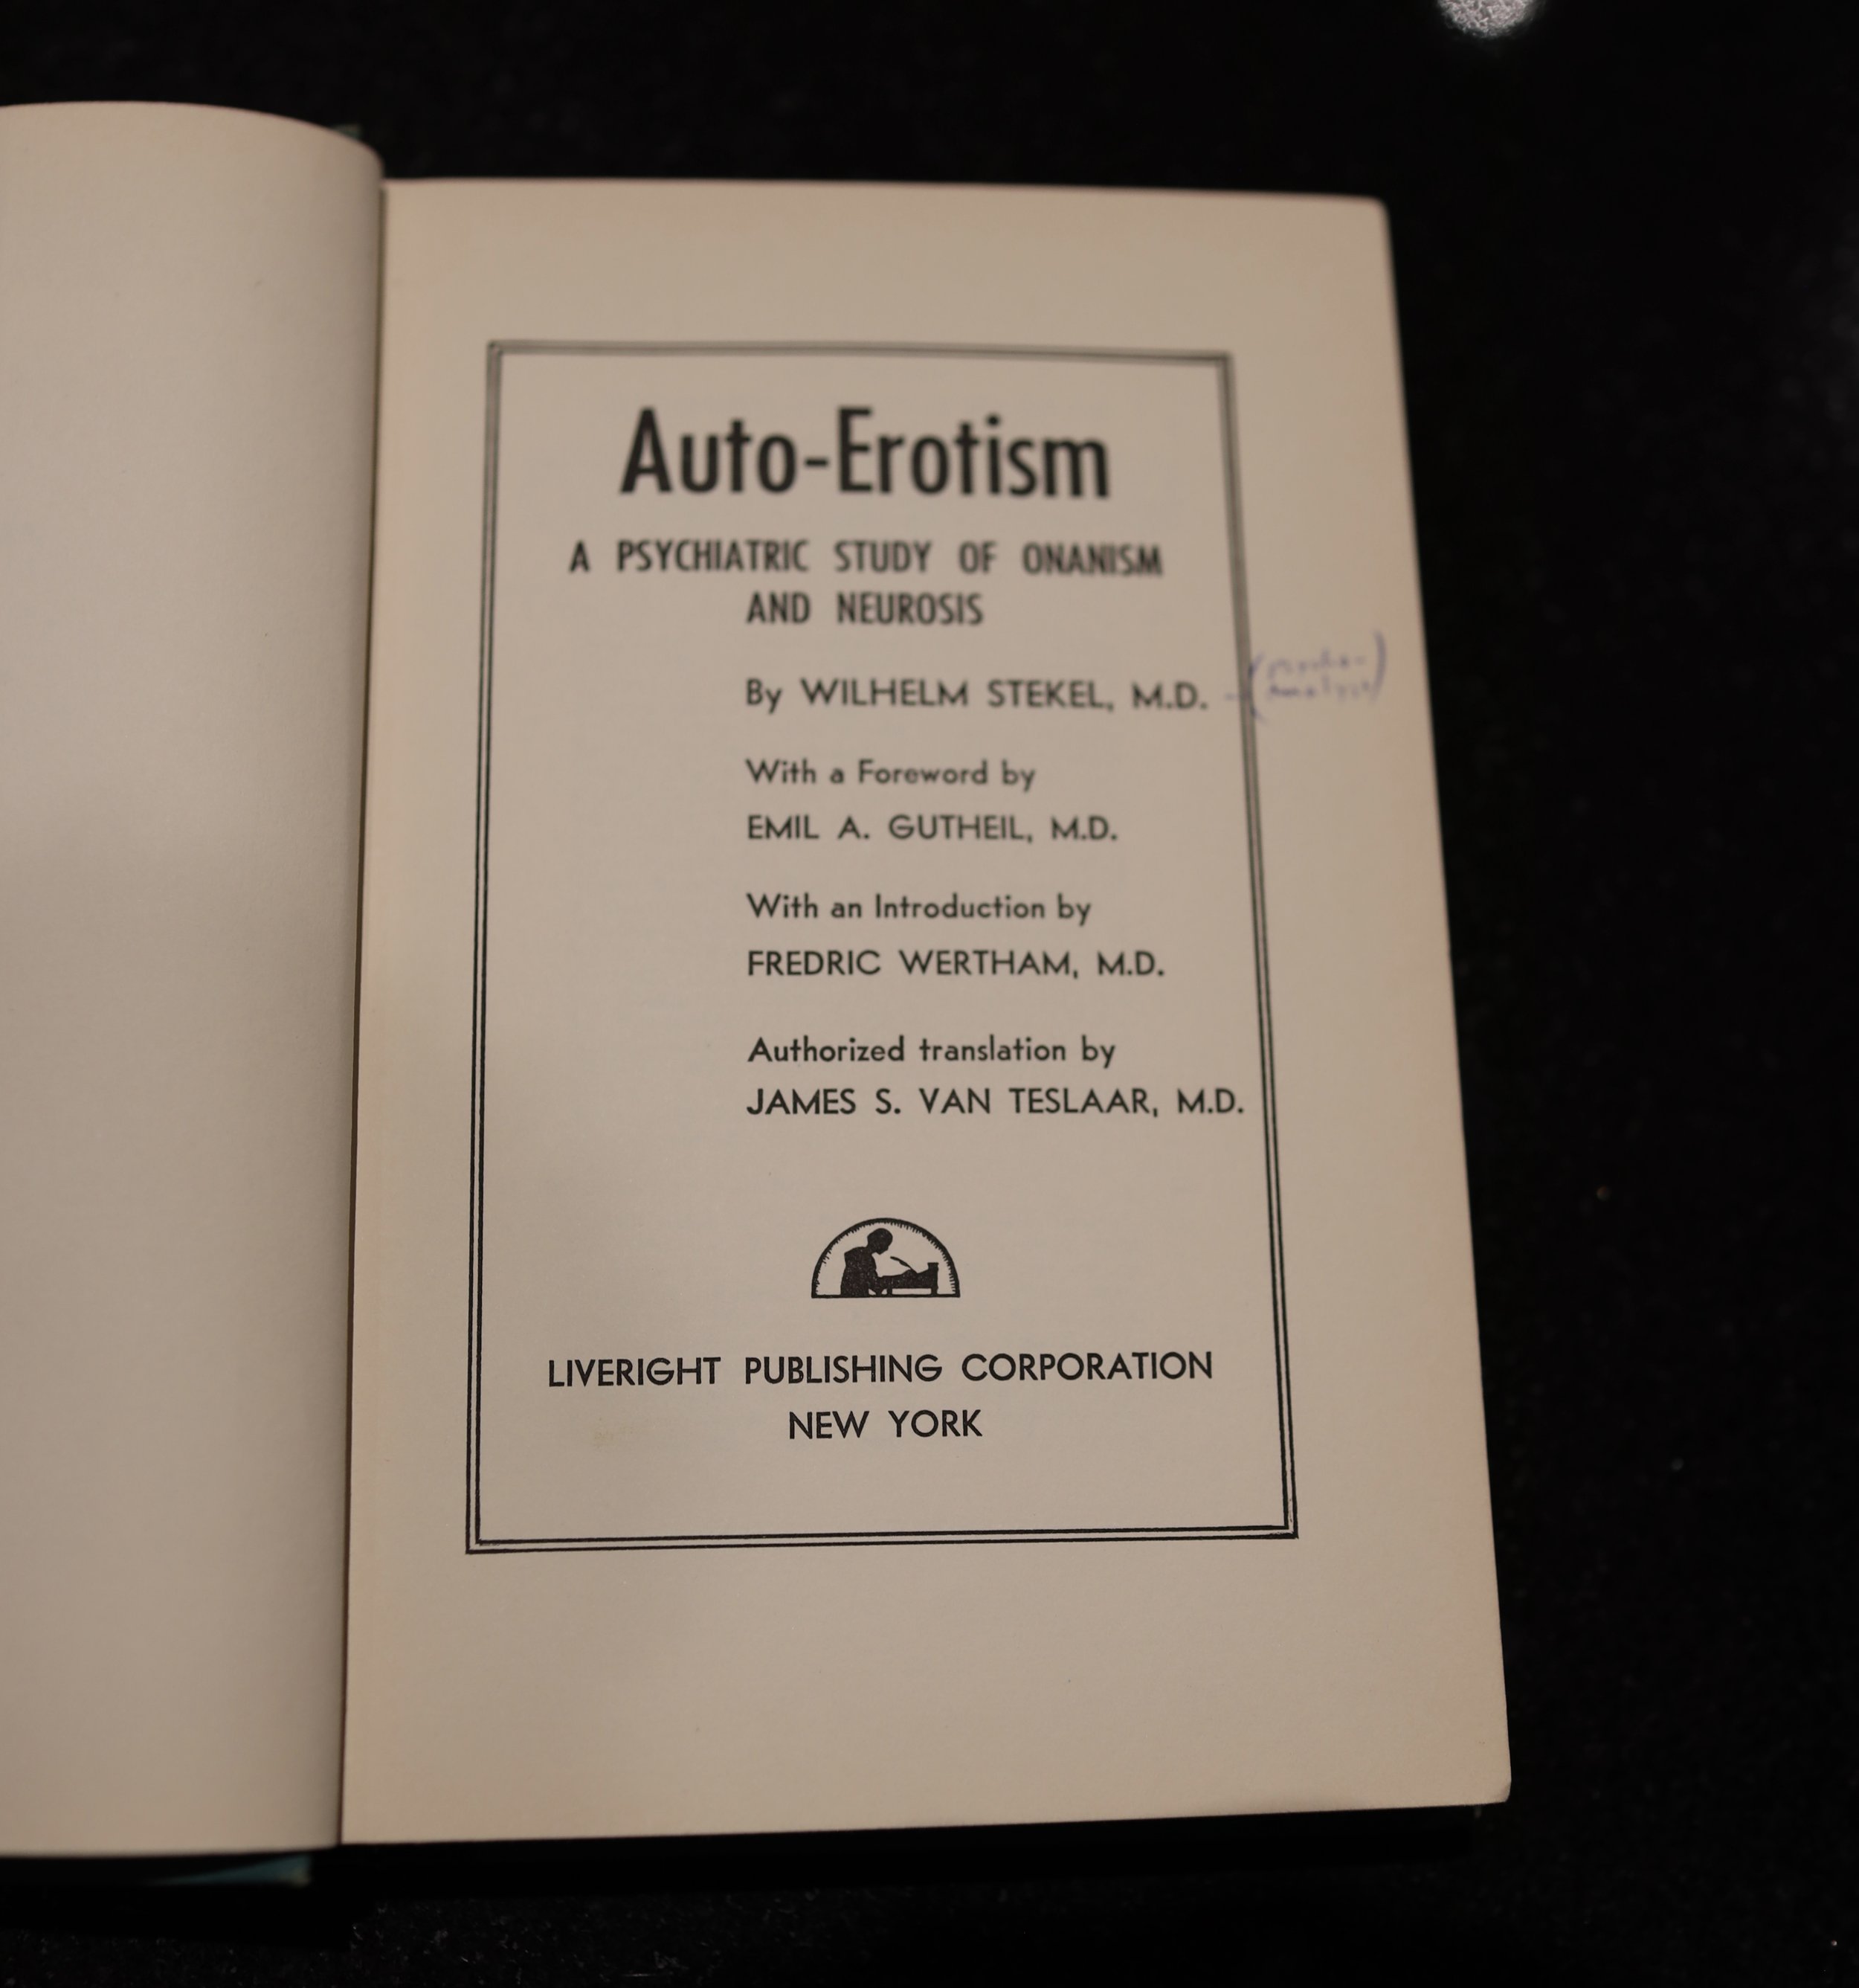 Auto-Erotism
A PSYCHIATRIC STUDY OF ONANISM
AND NEUROSIS
By WILHELM STEKEL, M.D.
With a Foreword by
EMIL A. GUTHEIL, M.D.
With an Introduction by
FREDRIC WERTHAM, M.D.
Authorized translation by
JAMES S. VAN TESLAAR, M.D.
LIVERIGHT PUBLISHING CORPORATION
NEW YORK